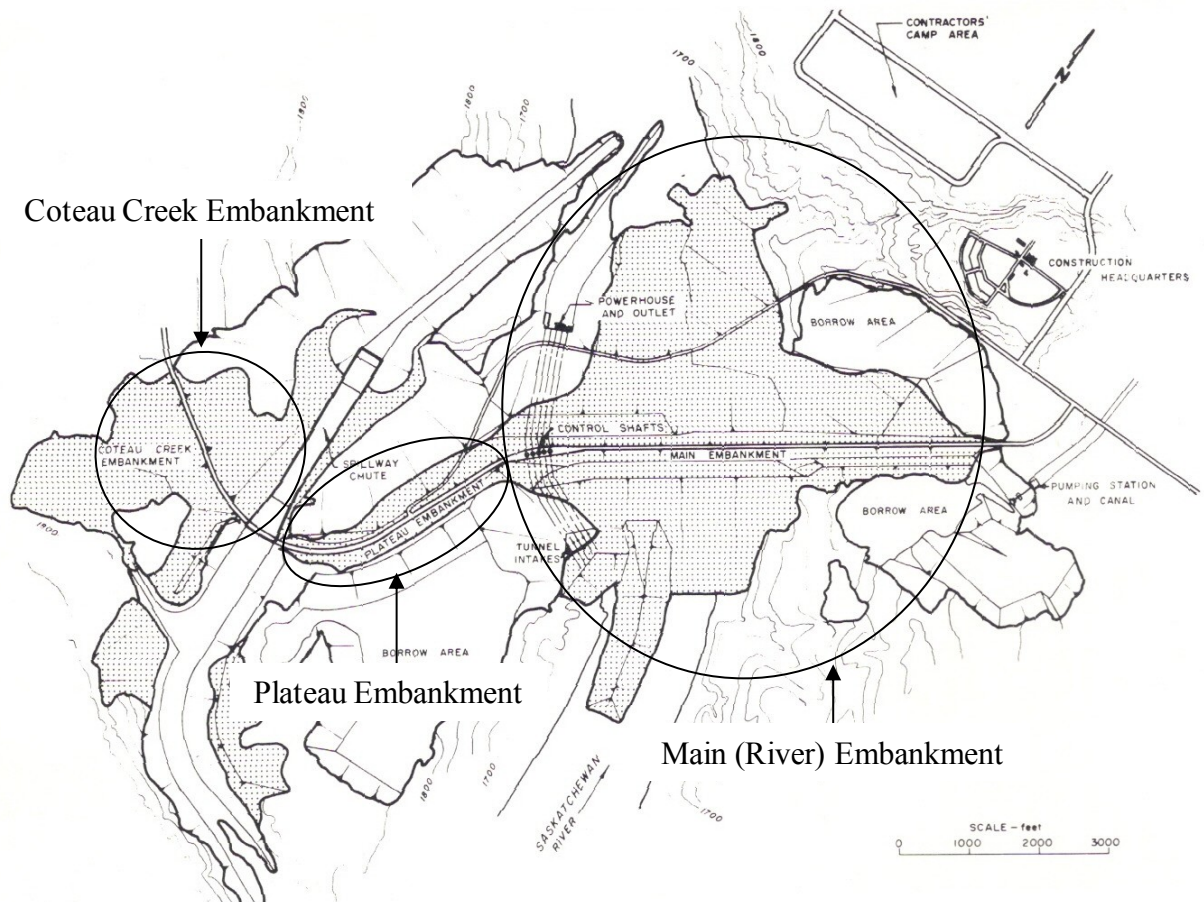 CONTRACTORS'
CAMP AREA
1700
1800
N
1800
1800
1700
Coteau Creek Embankment
CONSTRUCTION
HEADQUARTERS
POWERHOUSE
AND OUTLET
BORROW AREA
CONTROL SHAFTS
COTEAU CREEK
EMBANKMENT
MAIN EMBANKMENT
SPILLWAY
CHUTE
PUMPING STATION
AND CANAL
PLATEAU EMBANKMENT
BORROW AREA
1800
TUNNEL
INTAKES
BORROW AREA
Plateau Embankment
Main (River) Embankment
1800
1700
SASKATCHEWAN
RIVER
1700
SCALE - feet
0 1000 2000 3000